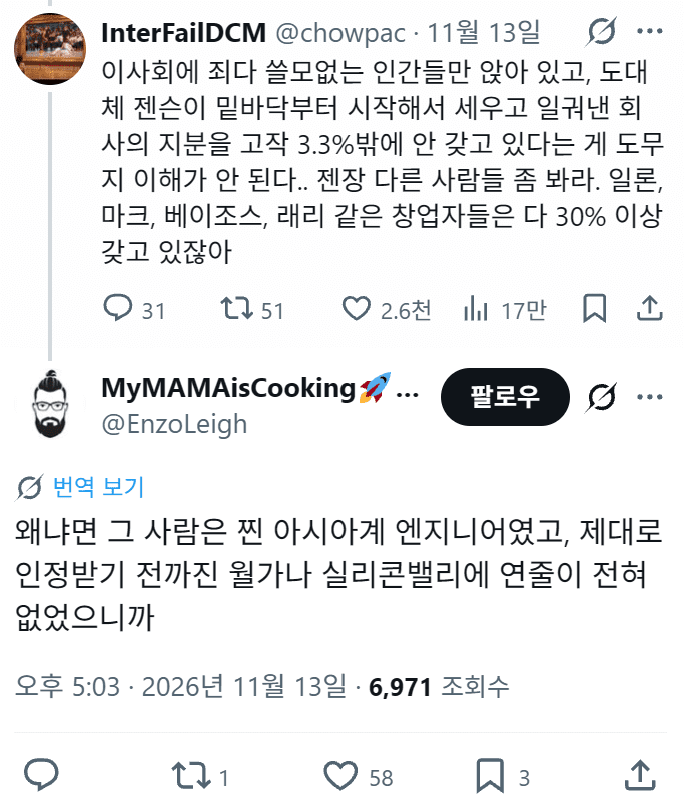 InterFailDCM @chowpac · 11월 13일
이사회에 죄다 쓸모없는 인간들만 앉아 있고, 도대
체 젠슨이 밑바닥부터 시작해서 세우고 일궈낸 회
사의 지분을 고작 3.3%밖에 안 갖고 있다는 게 도무
지 이해가 안 된다.. 젠장 다른 사람들 좀 봐라. 일론,
마크, 베이조스, 래리 같은 창업자들은 다 30% 이상
갖고 있잖아
31 51 2.6천 17만
MyMAMAisCooking🚀...
팔로우
@EnzoLeigh
번역 보기
왜냐면 그 사람은 찐 아시아계 엔지니어였고, 제대로
인정받기 전까진 월가나 실리콘밸리에 연줄이 전혀
없었으니까
오후 5:03 · 2026년 11월 13일 · 6,971 조회수
1 58 3